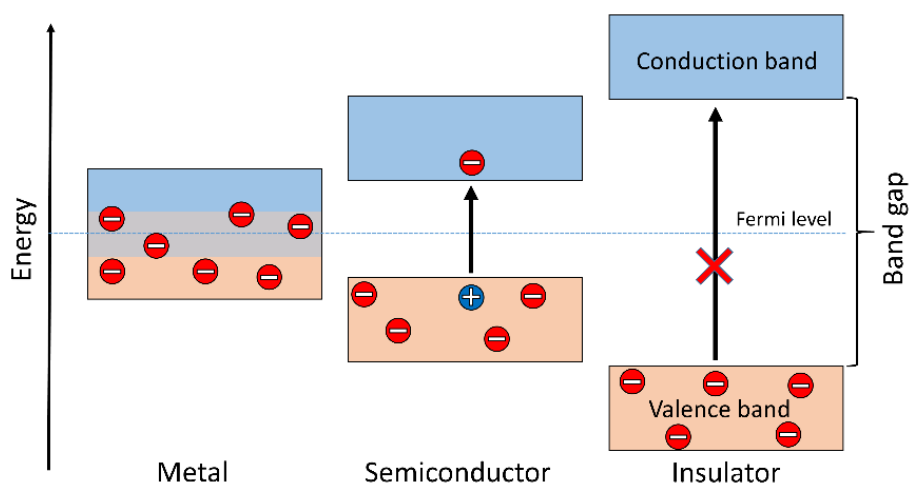 Energy
Conduction band
Fermi level
Band gap
Valence band
Metal
Semiconductor
Insulator